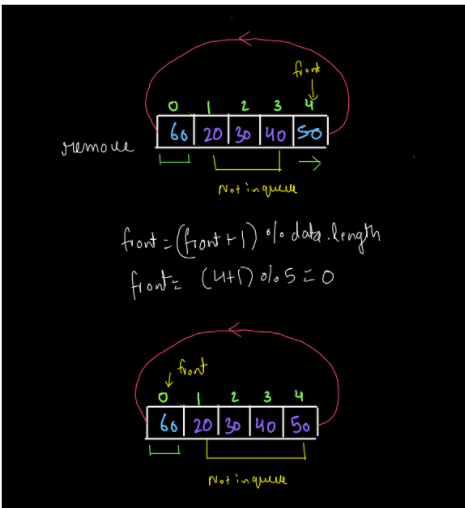 front
0 1 2 3 4
remove 60 20 30 40 50
Not in queue
front = (front + 1) % data.length
front = (4+1) % 5 = 0
front
0 1 2 3 4
60 20 30 40 50
Not in queue